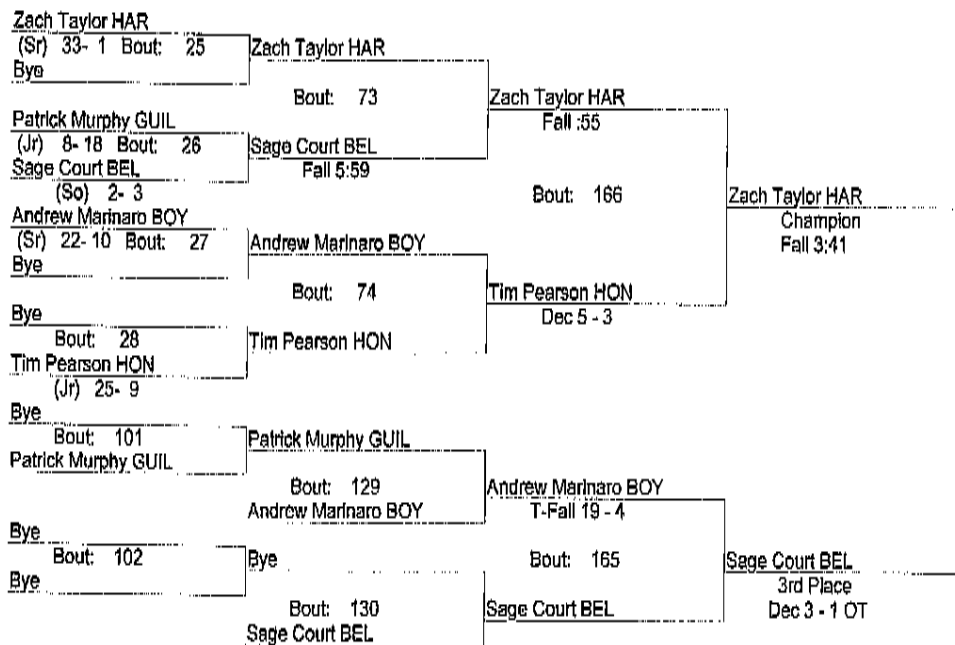 Zach Taylor HAR
(Sr) 33- 1 Bout: 25
Bye
Zach Taylor HAR
Bout: 73
Patrick Murphy GUIL
(Jr) 8- 18 Bout: 26
Sage Court BEL
(So) 2- 3
Sage Court BEL
Fall 5:59
Zach Taylor HAR
Fall :55
Bout: 166
Andrew Marinaro BOY
(Sr) 22- 10 Bout: 27
Bye
Andrew Marinaro BOY
Bout: 74
Bye
Bout: 28
Tim Pearson HON
(Jr) 25- 9
Tim Pearson HON
Tim Pearson HON
Dec 5 - 3
Zach Taylor HAR
Champion
Fall 3:41
Bye
Bout: 101
Patrick Murphy GUIL
Patrick Murphy GUIL
Bout: 129
Andrew Marinaro BOY
Andrew Marinaro BOY
T-Fall 19 - 4
Bout: 165
Bye
Bout: 102
Bye
Bye
Bout: 130
Sage Court BEL
Sage Court BEL
Sage Court BEL
3rd Place
Dec 3 - 1 OT